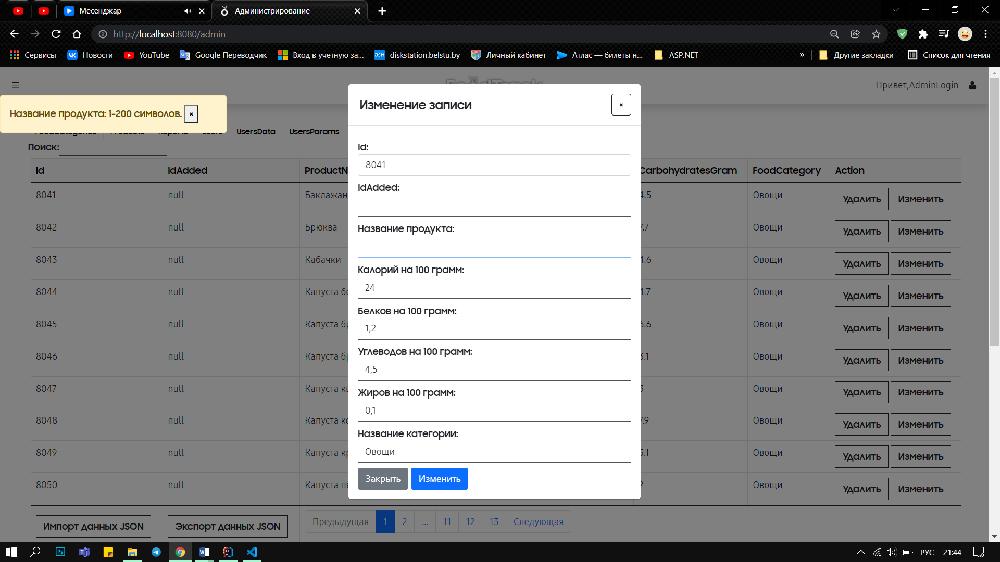 Месенджар
Администрирование
http://localhost:8080/admin
Сервисы
Новости
YouTube
Google Переводчик
Вход в учетную за...
diskstation.belstu.by
Личный кабинет
Атлас — билеты н...
ASP.NET
»
Другие закладки
Список для чтения
FoodTrack
Привет,AdminLogin
Название продукта: 1-200 символов. ×
FoodCategories Products Reports Users UsersData UsersParams
Поиск:
Id IdAdded ProductN CarbohydratesGram FoodCategory Action
8041 null Баклажан 4.5 Овощи Удалить Изменить
8042 null Брюква 7.7 Овощи Удалить Изменить
8043 null Кабачки 4.6 Овощи Удалить Изменить
8044 null Капуста бе 4.7 Овощи Удалить Изменить
8045 null Капуста бр 6.6 Овощи Удалить Изменить
8046 null Капуста бр 3.1 Овощи Удалить Изменить
8047 null Капуста кв 3 Овощи Удалить Изменить
8048 null Капуста ко 7.9 Овощи Удалить Изменить
8049 null Капуста кр 5.1 Овощи Удалить Изменить
8050 null Капуста пе 2 Овощи Удалить Изменить
Импорт данных JSON
Экспорт данных JSON
Предыдущая 1 2 ... 11 12 13 Следующая
Изменение записи ×
Id:
8041
IdAdded:
Название продукта:
Калорий на 100 грамм:
24
Белков на 100 грамм:
1,2
Углеводов на 100 грамм:
4,5
Жиров на 100 грамм:
0,1
Название категории:
Овощи
Закрыть Изменить
РУС 21:44